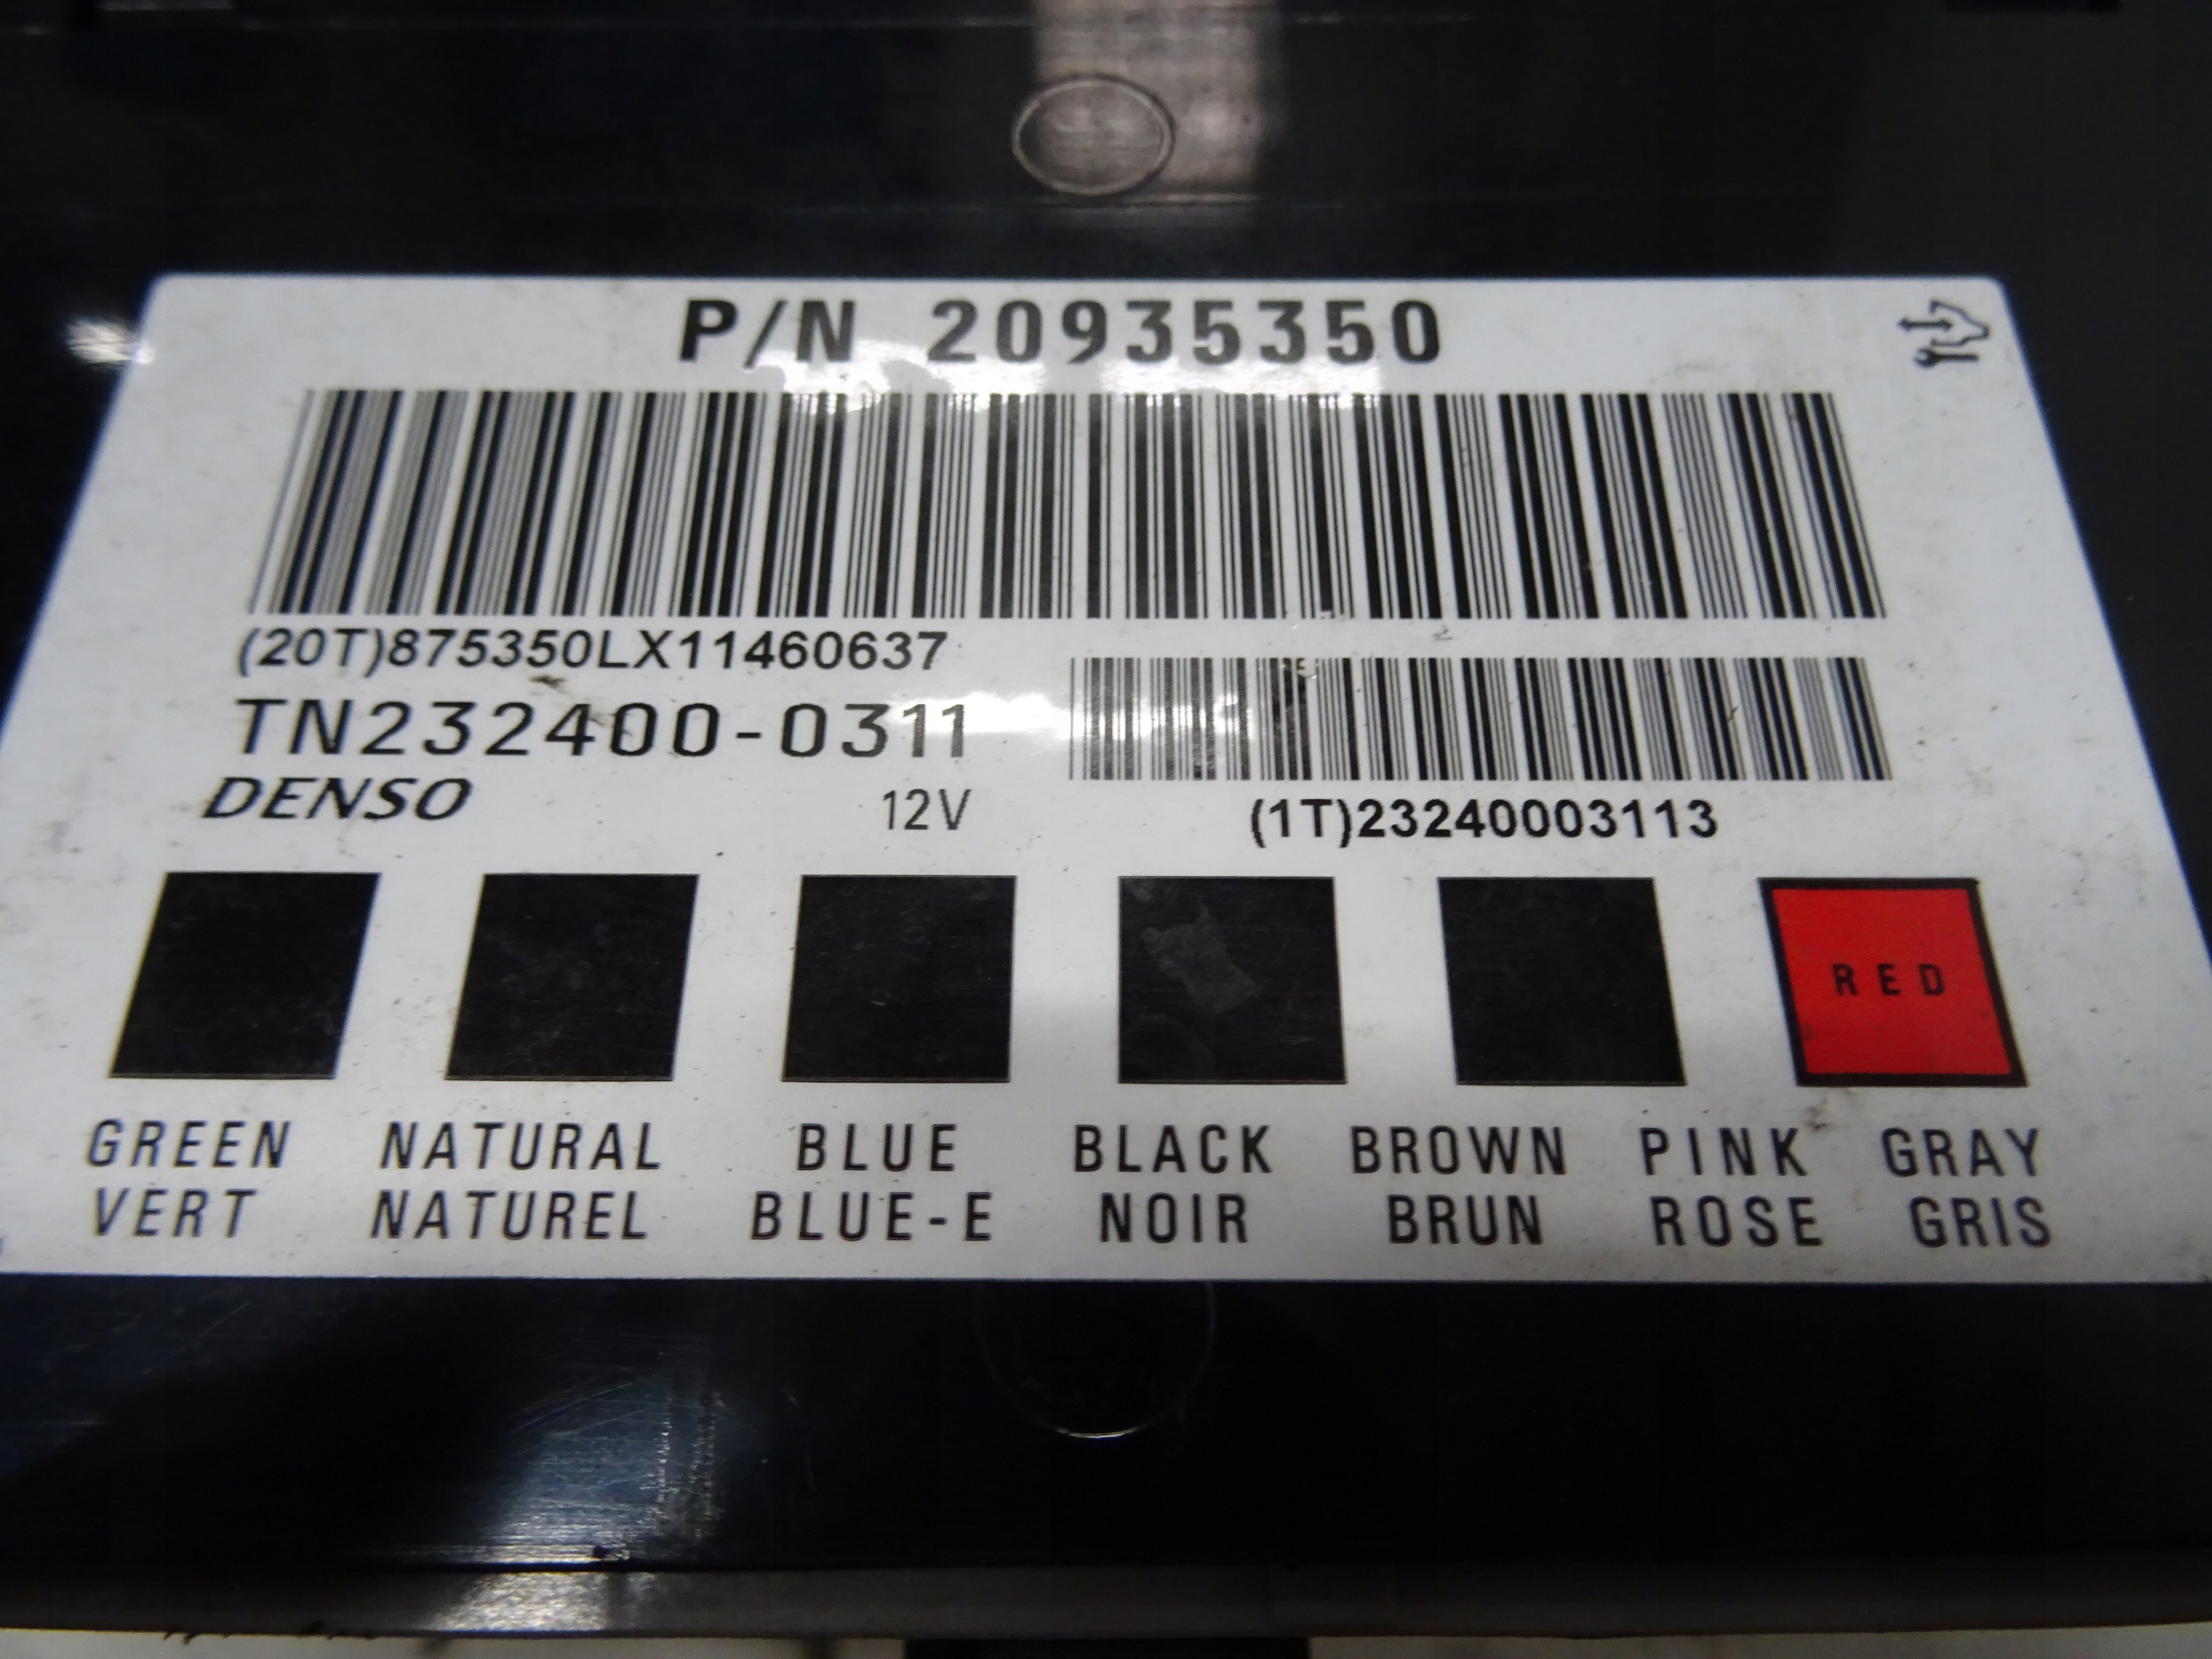 P/N 20935350
(20T)875350LX11460637
TN232400-0311
DENSO 12V
(1T)23240003113
RED
GREEN NATURAL BLUE BLACK BROWN PINK GRAY
VERT NATUREL BLUE-E NOIR BRUN ROSE GRIS